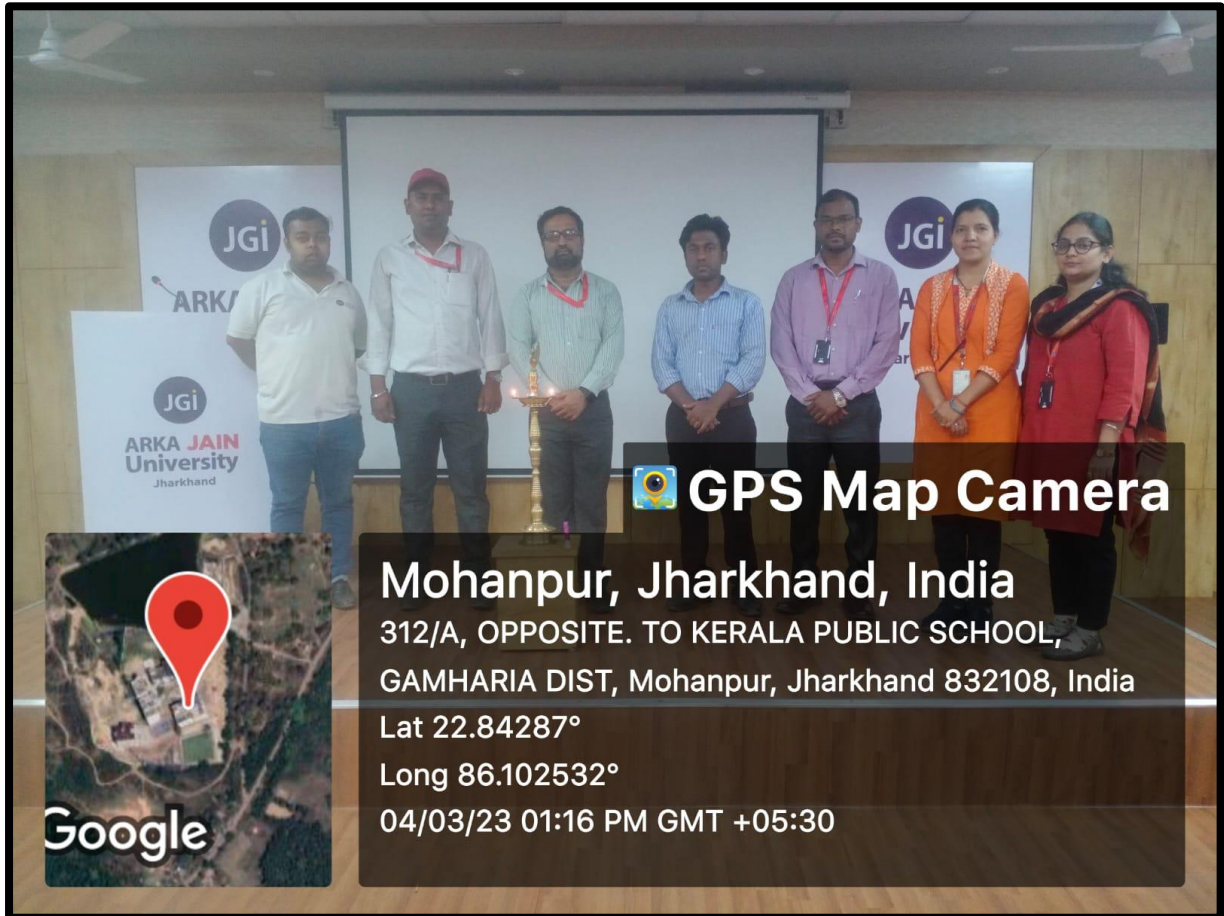 JGi
ARKA
JGi
A
JGi
ARKA JAIN
University
Jharkhand
GPS Map Camera
Mohanpur, Jharkhand, India
312/A, OPPOSITE. TO KERALA PUBLIC SCHOOL,
GAMHARIA DIST, Mohanpur, Jharkhand 832108, India
Lat 22.84287°
Long 86.102532°
04/03/23 01:16 PM GMT +05:30
Google